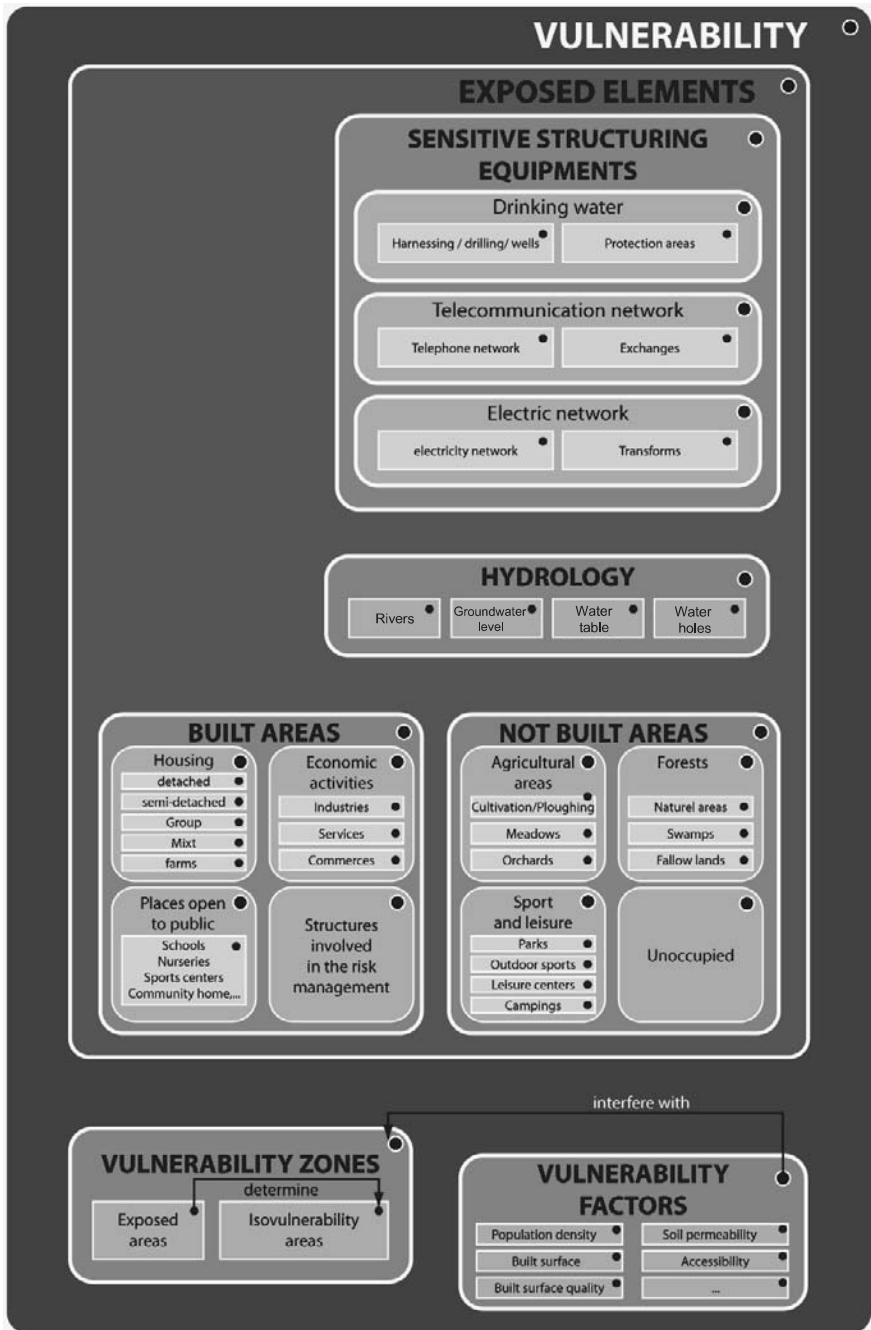 VULNERABILITY
EXPOSED ELEMENTS
SENSITIVE STRUCTURING
EQUIPMENTS
Drinking water
Harnessing / drilling/ wells
Protection areas
Telecommunication network
Telephone network
Exchanges
Electric network
electricity network
Transforms
HYDROLOGY
Rivers
Groundwater
level
Water
table
Water
holes
BUILT AREAS
Housing
detached
semi-detached
Group
Mixt
farms
Economic
activities
Industries
Services
Commerces
Places open
to public
Schools
Nurseries
Sports centers
Community home,...
Structures
involved
in the risk
management
NOT BUILT AREAS
Agricultural
areas
Cultivation/Ploughing
Meadows
Orchards
Forests
Naturel areas
Swamps
Fallow lands
Sport
and leisure
Parks
Outdoor sports
Leisure centers
Campings
Unoccupied
interfere with
VULNERABILITY ZONES
determine
Exposed
areas
Isovulnerability
areas
VULNERABILITY
FACTORS
Population density
Soil permeability
Built surface
Accessibility
Built surface quality
...